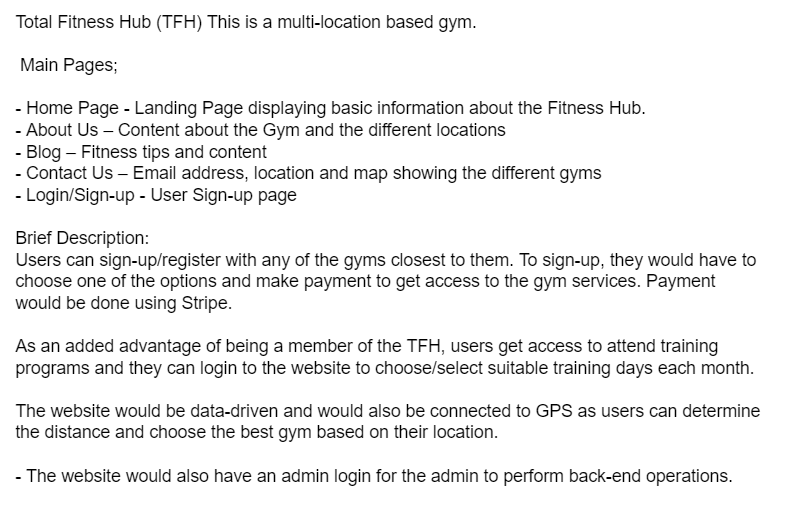 Total Fitness Hub (TFH) This is a multi-location based gym.
Main Pages;
- Home Page - Landing Page displaying basic information about the Fitness Hub.
- About Us – Content about the Gym and the different locations
- Blog – Fitness tips and content
- Contact Us – Email address, location and map showing the different gyms
- Login/Sign-up - User Sign-up page
Brief Description:
Users can sign-up/register with any of the gyms closest to them. To sign-up, they would have to
choose one of the options and make payment to get access to the gym services. Payment
would be done using Stripe.
As an added advantage of being a member of the TFH, users get access to attend training
programs and they can login to the website to choose/select suitable training days each month.
The website would be data-driven and would also be connected to GPS as users can determine
the distance and choose the best gym based on their location.
- The website would also have an admin login for the admin to perform back-end operations.